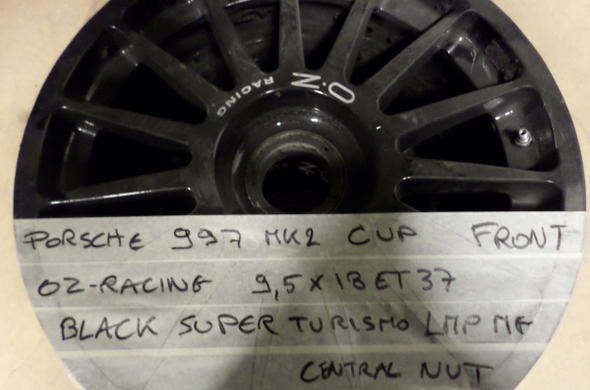 O.Z
RACING
PORSCHE 997 MK2 CUP FRONT
OZ-RACING 9,5 X 18 ET 37
BLACK SUPER TURISMO LMP MG
CENTRAL NUT